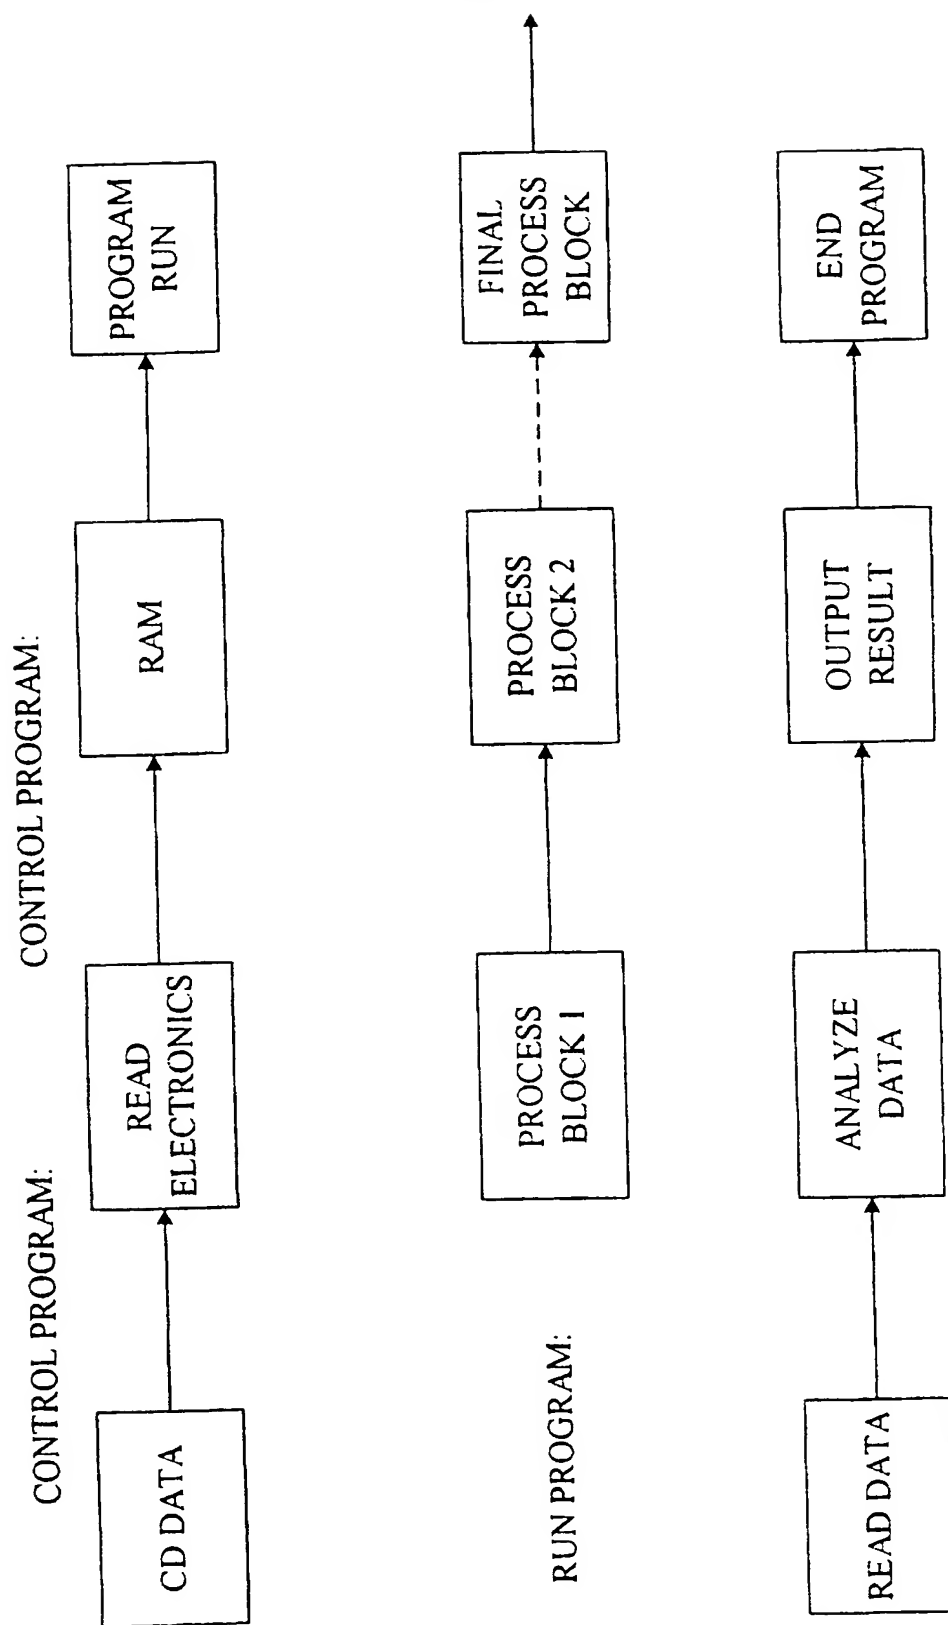 CONTROL PROGRAM:
CONTROL PROGRAM:
CD DATA
READ
ELECTRONICS
RAM
PROGRAM
RUN
RUN PROGRAM:
PROCESS
BLOCK 1
PROCESS
BLOCK 2
FINAL
PROCESS
BLOCK
READ DATA
ANALYZE
DATA
OUTPUT
RESULT
END
PROGRAM